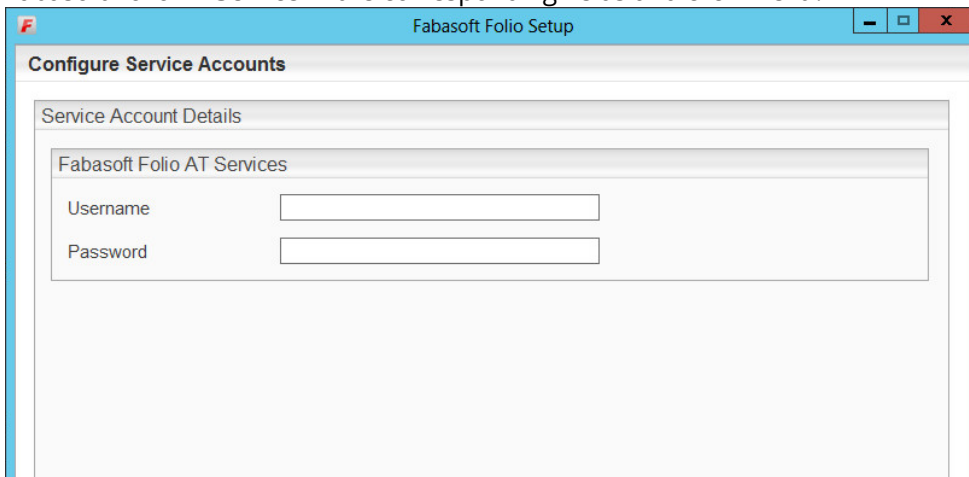 Fabasoft Folio Setup
Configure Service Accounts
Service Account Details
Fabasoft Folio AT Services
Username
Password